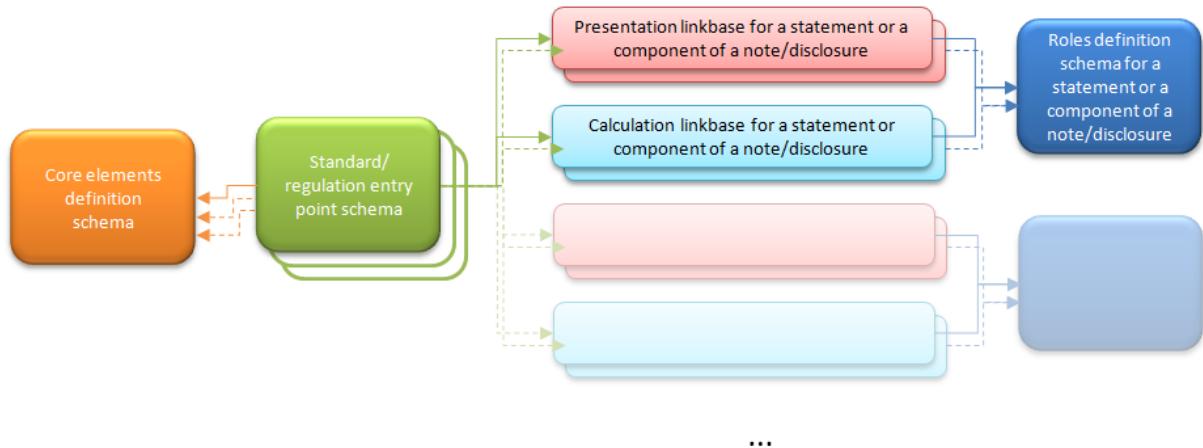 Core elements
definition
schema
Standard/
regulation entry
point schema
Presentation linkbase for a statement or a
component of a note/disclosure
Calculation linkbase for a statement or
component of a note/disclosure
Roles definition
schema for a
statement or a
component of a
note/disclosure
...